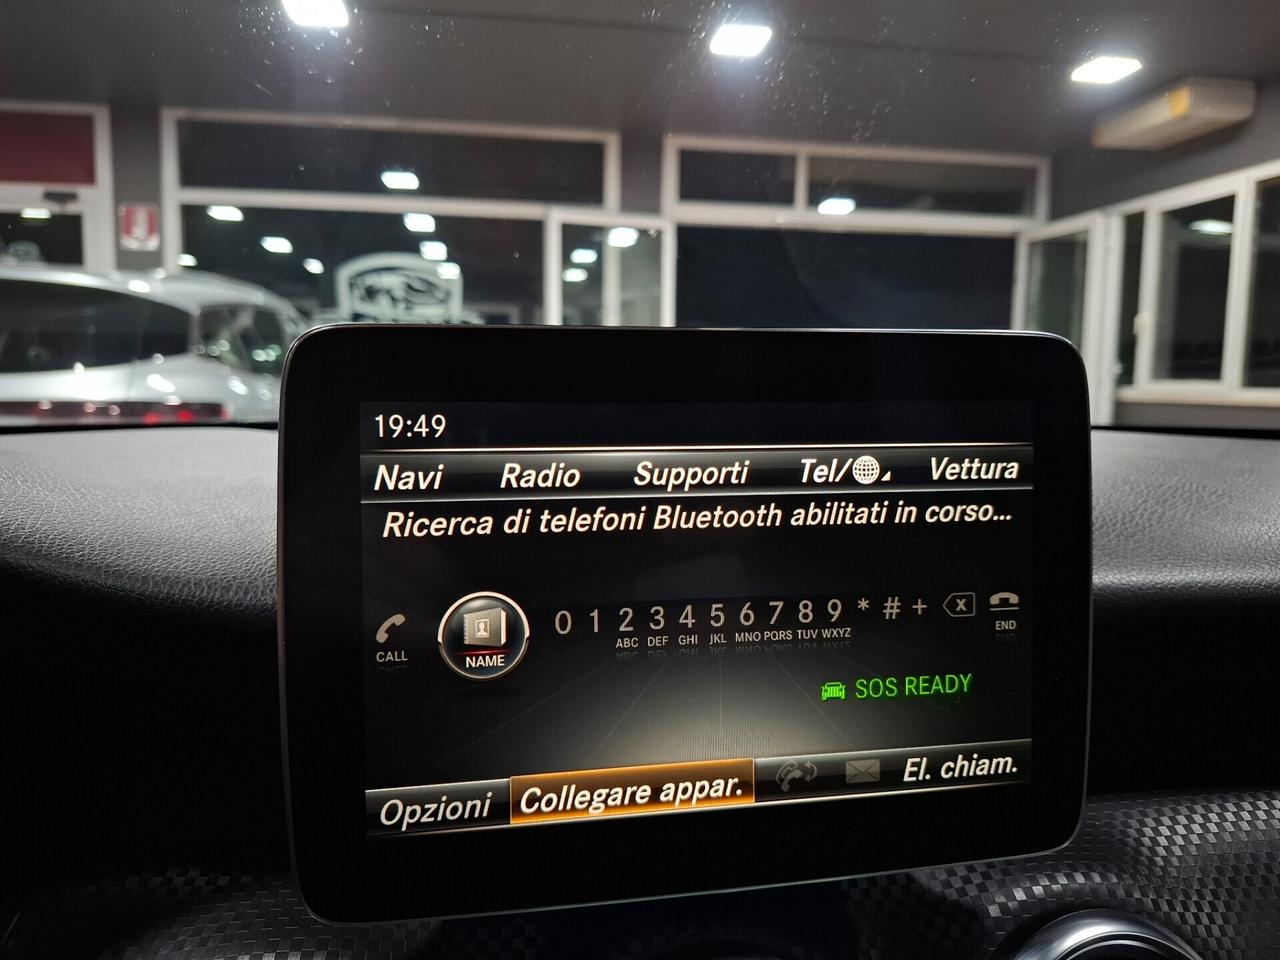 19:49
Navi Radio Supporti Tel/ Vettura
Ricerca di telefoni Bluetooth abilitati in corso...
CALL NAME 0 1 2 3 4 5 6 7 8 9 * # + X END
ABC DEF GHI JKL MNO PQRS TUV WXYZ
SOS READY
Opzioni Collegare appar. El. chiam.